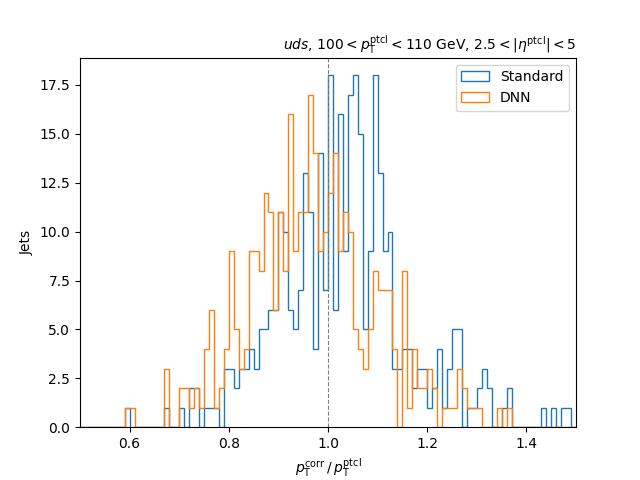 uds, 100 < p_T^ptcl < 110 GeV, 2.5 < |η^ptcl| < 5
Standard
DNN
17.5
15.0
12.5
10.0
7.5
5.0
2.5
0.0
Jets
0.6 0.8 1.0 1.2 1.4
p_T^corr / p_T^ptcl